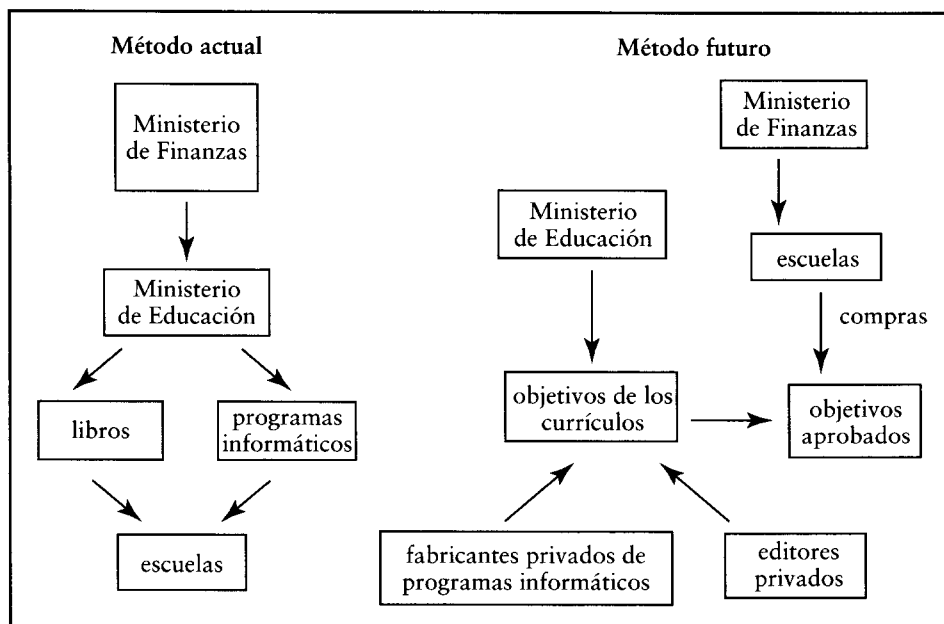 Método actual
Ministerio
de Finanzas
Ministerio
de Educación
libros
programas
informáticos
escuelas
Método futuro
Ministerio
de Finanzas
Ministerio
de Educación
escuelas
compras
objetivos de los
currículos
objetivos
aprobados
fabricantes privados de
programas informáticos
editores
privados